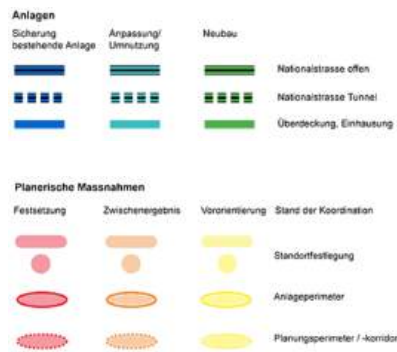 Anlagen
Sicherung bestehende Anlage
Anpassung/ Umnutzung
Neubau
Nationalstrasse offen
Nationalstrasse Tunnel
Überdeckung, Einhausung
Planerische Massnahmen
Festsetzung Zwischenergebnis Vororientierung Stand der Koordination
Standortfestlegung
Anlageperimeter
Planungsperimeter / -korridor